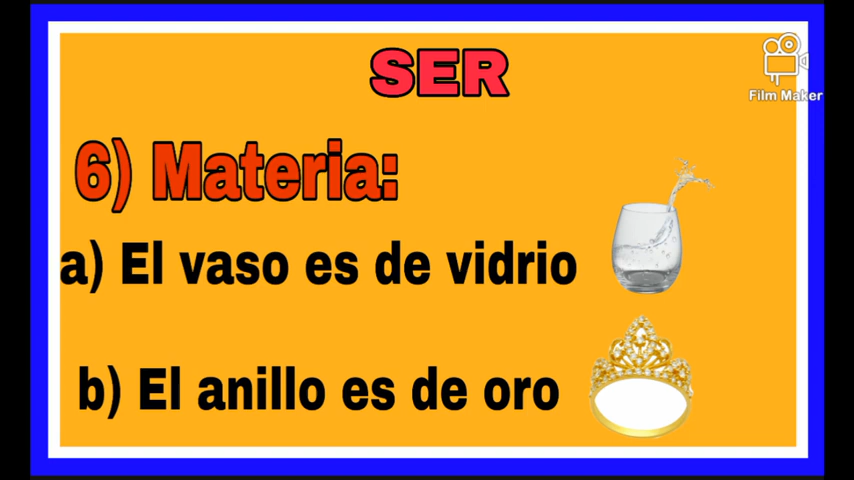 SER
Film Maker
6) Materia:
a) El vaso es de vidrio
b) El anillo es de oro